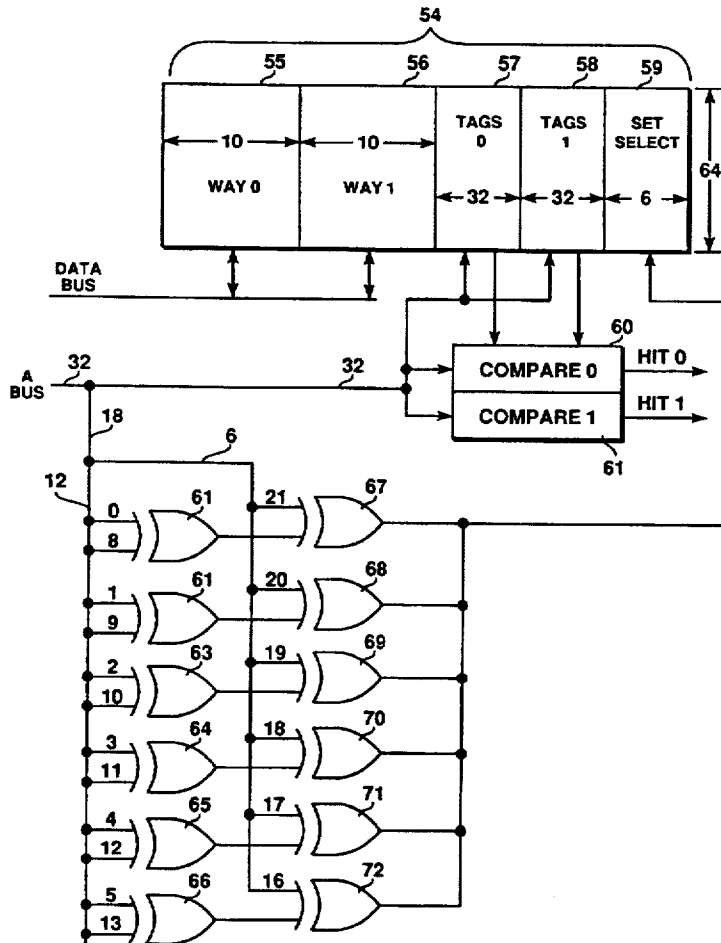 54
55 56 57 58 59
TAGS 0
TAGS 1
SET SELECT
10 10
WAY 0 WAY 1
32 32 6
64
DATA BUS
60
A BUS
32 32
COMPARE 0 HIT 0
COMPARE 1 HIT 1
18
61
6
12
0 61 21 67
8
1 61 20 68
9
2 63 19 69
10
3 64 18 70
11
4 65 17 71
12
5 66 16 72
13